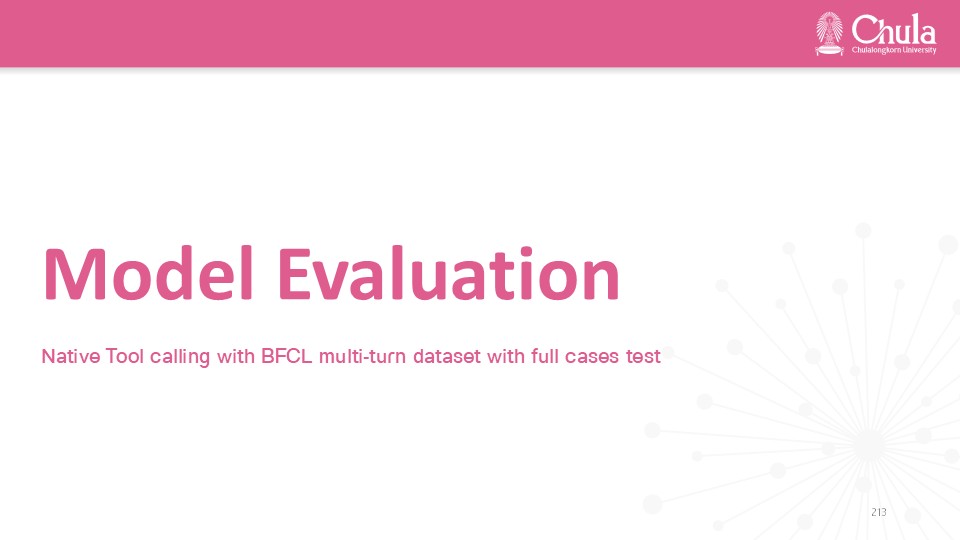 Chula
Chulalongkorn University
Model Evaluation
Native Tool calling with BFCL multi-turn dataset with full cases test
213